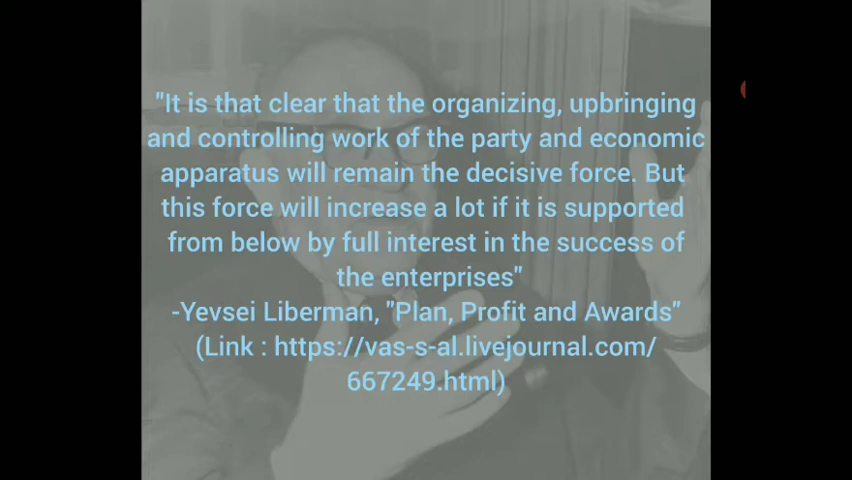 "It is that clear that the organizing, upbringing
and controlling work of the party and economic
apparatus will remain the decisive force. But
this force will increase a lot if it is supported
from below by full interest in the success of
the enterprises"
-Yevsei Liberman, "Plan, Profit and Awards"
(Link : https://vas-s-al.livejournal.com/
667249.html)